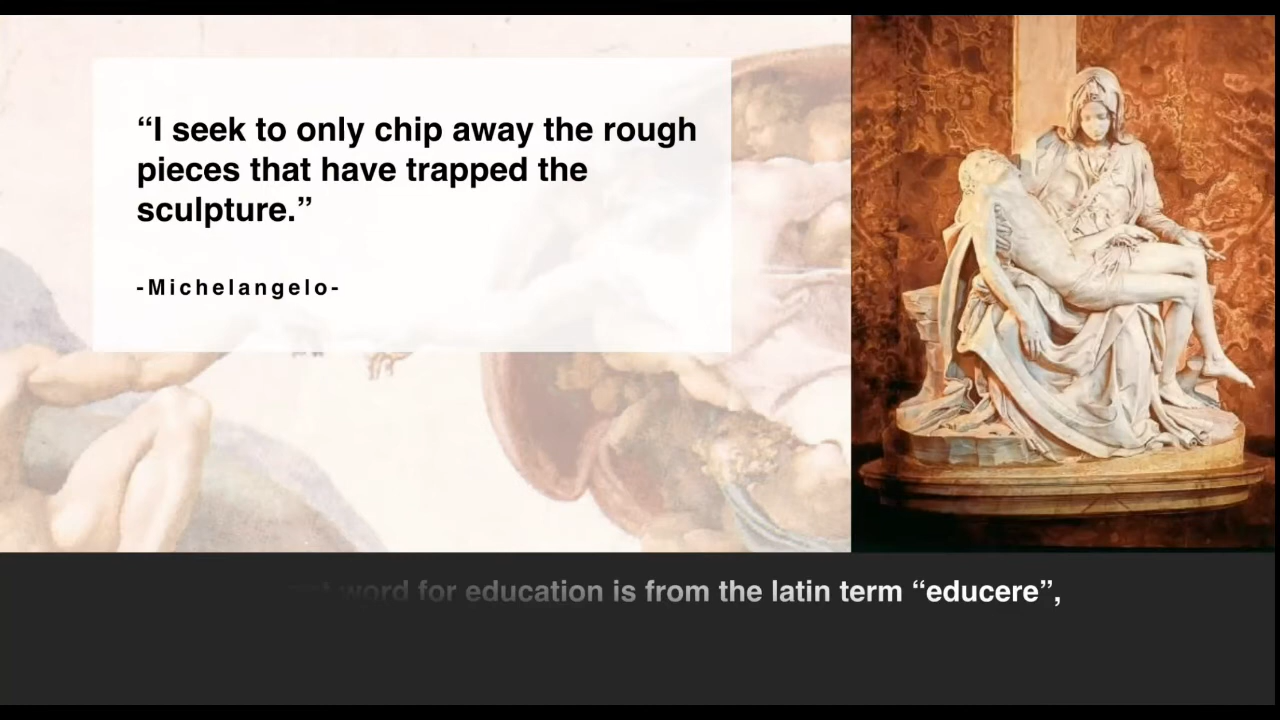 “I seek to only chip away the rough
pieces that have trapped the
sculpture.”
-Michelangelo-
word for education is from the latin term “educere”,